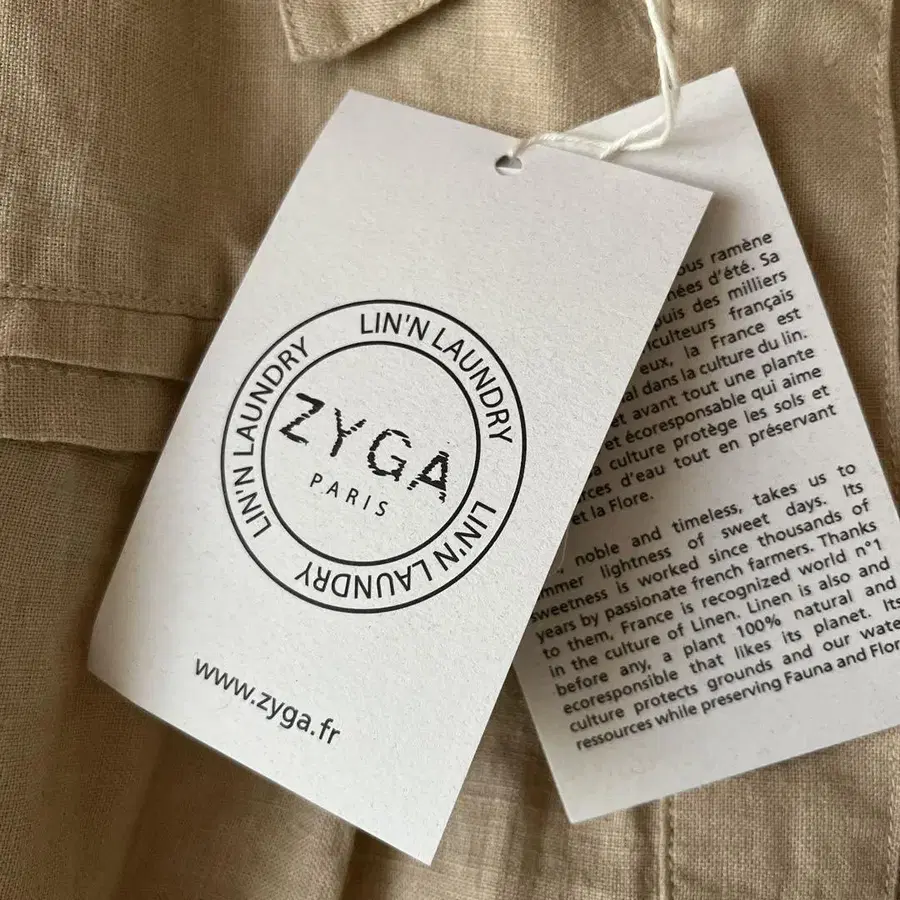 LIN'N LAUNDRY
LIN'N LAUNDRY
LIN'N LAUNDRY
LIN'N LAUNDRY
ZYGA
PARIS
www.zyga.fr
ramène
d'été. Sa
des milliers
français
eux, la France est
dans la culture du lin.
et avant tout une plante
et écoresponsable qui aime
culture protège les sols et
d'eau tout en préservant
et la Flore.
noble and timeless, takes us to
lightness of sweet days. Its
sweetness is worked since thousands of
years by passionate french farmers. Thanks
to them, France is recognized world n°1
in the culture of Linen. Linen is also and
before any, a plant 100% natural and
ecoresponsible that likes its planet. Its
culture protects grounds and our
ressources while preserving Fauna and